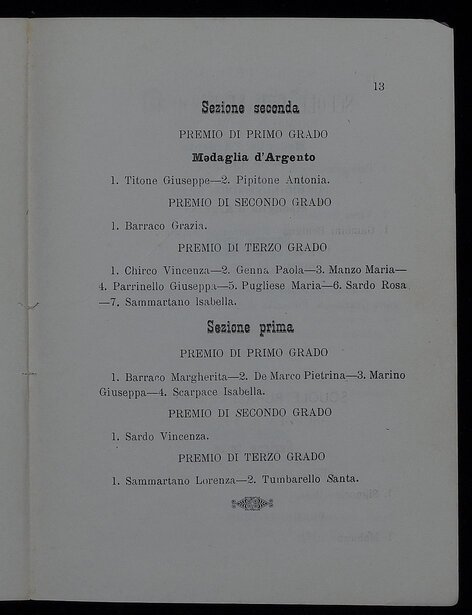 13
Sezione seconda
PREMIO DI PRIMO GRADO
Medaglia d'Argento
1. Titone Giuseppe—2. Pipitone Antonia.
PREMIO DI SECONDO GRADO
1. Barraco Grazia.
PREMIO DI TERZO GRADO
1. Chirco Vincenza—2. Genna Paola—3. Manzo Maria—
4. Parrinello Giuseppa—5. Pugliese Maria—6. Sardo Rosa
—7. Sammartano Isabella.
Sezione prima
PREMIO DI PRIMO GRADO
1. Barraco Margherita—2. De Marco Pietrina—3. Marino
Giuseppa—4. Scarpace Isabella.
PREMIO DI SECONDO GRADO
1. Sardo Vincenza.
PREMIO DI TERZO GRADO
1. Sammartano Lorenza—2. Tumbarello Santa.